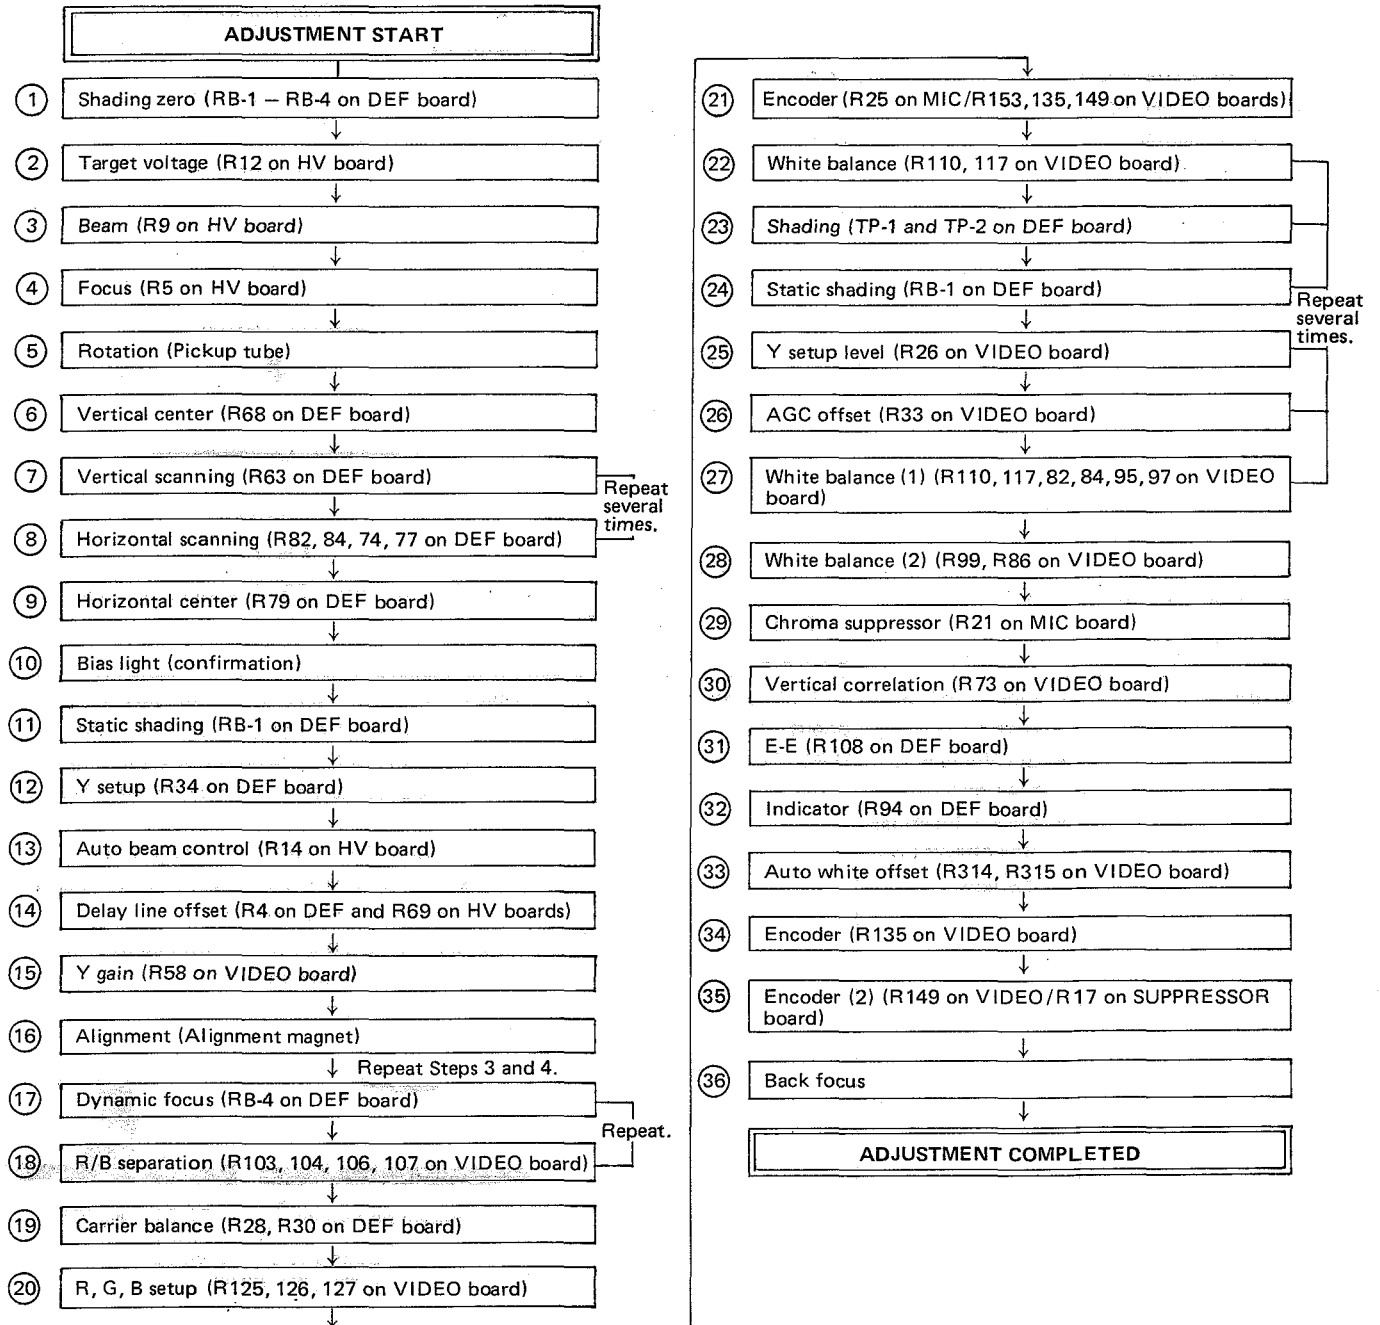 ADJUSTMENT START
1 Shading zero (RB-1 – RB-4 on DEF board)
2 Target voltage (R12 on HV board)
3 Beam (R9 on HV board)
4 Focus (R5 on HV board)
5 Rotation (Pickup tube)
6 Vertical center (R68 on DEF board)
7 Vertical scanning (R63 on DEF board)
Repeat
several
times.
8 Horizontal scanning (R82, 84, 74, 77 on DEF board)
9 Horizontal center (R79 on DEF board)
10 Bias light (confirmation)
11 Static shading (RB-1 on DEF board)
12 Y setup (R34 on DEF board)
13 Auto beam control (R14 on HV board)
14 Delay line offset (R4 on DEF and R69 on HV boards)
15 Y gain (R58 on VIDEO board)
16 Alignment (Alignment magnet)
Repeat Steps 3 and 4.
17 Dynamic focus (RB-4 on DEF board)
Repeat.
18 R/B separation (R103, 104, 106, 107 on VIDEO board)
19 Carrier balance (R28, R30 on DEF board)
20 R, G, B setup (R125, 126, 127 on VIDEO board)
21 Encoder (R25 on MIC/R153, 135, 149 on VIDEO boards)
22 White balance (R110, 117 on VIDEO board)
23 Shading (TP-1 and TP-2 on DEF board)
24 Static shading (RB-1 on DEF board)
Repeat
several
times.
25 Y setup level (R26 on VIDEO board)
26 AGC offset (R33 on VIDEO board)
27 White balance (1) (R110, 117, 82, 84, 95, 97 on VIDEO
board)
28 White balance (2) (R99, R86 on VIDEO board)
29 Chroma suppressor (R21 on MIC board)
30 Vertical correlation (R73 on VIDEO board)
31 E-E (R108 on DEF board)
32 Indicator (R94 on DEF board)
33 Auto white offset (R314, R315 on VIDEO board)
34 Encoder (R135 on VIDEO board)
35 Encoder (2) (R149 on VIDEO/R17 on SUPPRESSOR
board)
36 Back focus
ADJUSTMENT COMPLETED